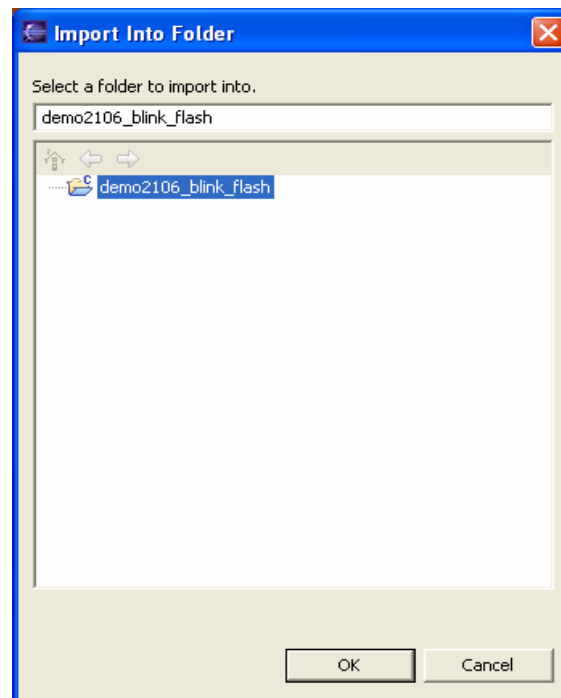 Import Into Folder
Select a folder to import into.
demo2106_blink_flash
demo2106_blink_flash
OK
Cancel